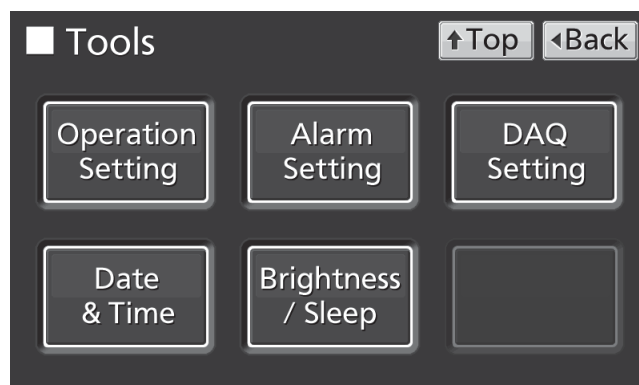 Tools
Top
Back
Operation
Setting
Alarm
Setting
DAQ
Setting
Date
& Time
Brightness
/ Sleep